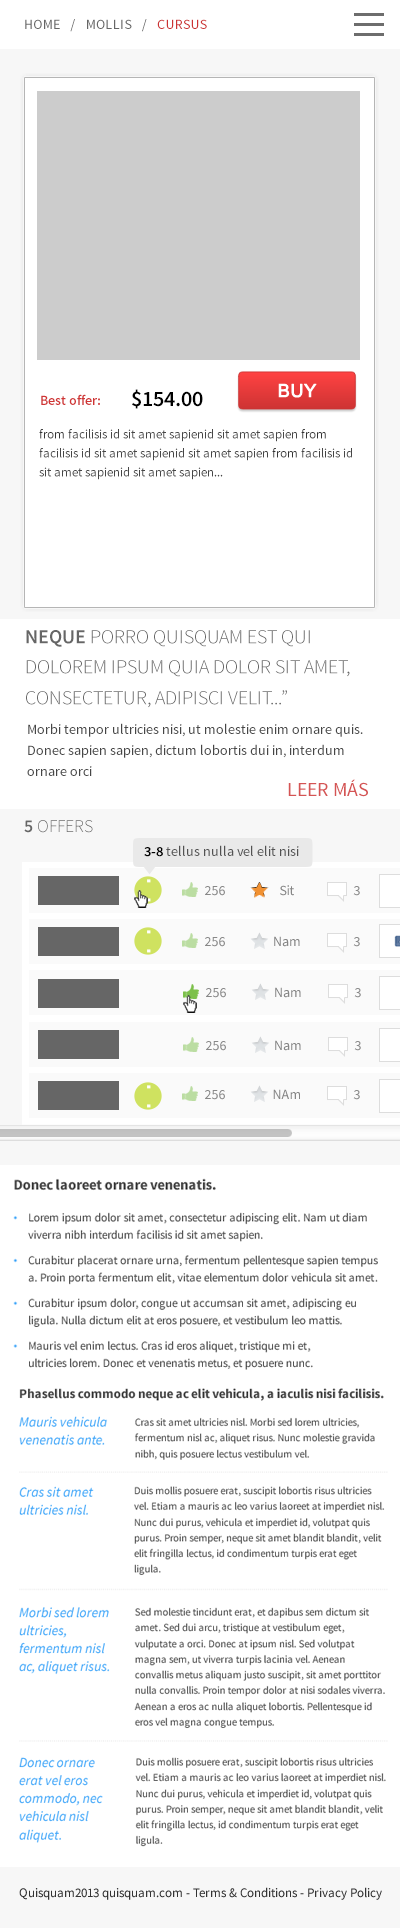 HOME / MOLLIS / CURSUS
Best offer: $154.00 BUY
from facilisis id sit amet sapienid sit amet sapien from
facilisis id sit amet sapienid sit amet sapien from facilisis id
sit amet sapienid sit amet sapien...
NEQUE PORRO QUISQUAM EST QUI
DOLOREM IPSUM QUIA DOLOR SIT AMET,
CONSECTETUR, ADIPISCI VELIT...”
Morbi tempor ultricies nisi, ut molestie enim ornare quis.
Donec sapien sapien, dictum lobortis dui in, interdum
ornare orci
LEER MÁS
5 OFFERS
3-8 tellus nulla vel elit nisi
256 Sit 3
256 Nam 3
256 Nam 3
256 Nam 3
256 NAm 3
Donec laoreet ornare venenatis.
• Lorem ipsum dolor sit amet, consectetur adipiscing elit. Nam ut diam
viverra nibh interdum facilisis id sit amet sapien.
• Curabitur placerat ornare urna, fermentum pellentesque sapien tempus
a. Proin porta fermentum elit, vitae elementum dolor vehicula sit amet.
• Curabitur ipsum dolor, congue ut accumsan sit amet, adipiscing eu
ligula. Nulla dictum elit at eros posuere, et vestibulum leo mattis.
• Mauris vel enim lectus. Cras id eros aliquet, tristique mi et,
ultricies lorem. Donec et venenatis metus, et posuere nunc.
Phasellus commodo neque ac elit vehicula, a iaculis nisi facilisis.
Mauris vehicula
venenatis ante.
Cras sit amet ultricies nisl. Morbi sed lorem ultricies,
fermentum nisl ac, aliquet risus. Nunc molestie gravida
nibh, quis posuere lectus vestibulum vel.
Cras sit amet
ultricies nisl.
Duis mollis posuere erat, suscipit lobortis risus ultricies
vel. Etiam a mauris ac leo varius laoreet at imperdiet nisl.
Nunc dui purus, vehicula et imperdiet id, volutpat quis
purus. Proin semper, neque sit amet blandit blandit, velit
elit fringilla lectus, id condimentum turpis erat eget
ligula.
Morbi sed lorem
ultricies,
fermentum nisl
ac, aliquet risus.
Sed molestie tincidunt erat, et dapibus sem dictum sit
amet. Sed dui arcu, tristique at vestibulum eget,
vulputate a orci. Donec at ipsum nisl. Sed volutpat
magna sem, ut viverra turpis lacinia vel. Aenean
convallis metus aliquam justo suscipit, sit amet porttitor
nulla convallis. Proin tempor dolor at nisi sodales viverra.
Aenean a eros ac nulla aliquet lobortis. Pellentesque id
eros vel magna congue tempus.
Donec ornare
erat vel eros
commodo, nec
vehicula nisl
aliquet.
Duis mollis posuere erat, suscipit lobortis risus ultricies
vel. Etiam a mauris ac leo varius laoreet at imperdiet nisl.
Nunc dui purus, vehicula et imperdiet id, volutpat quis
purus. Proin semper, neque sit amet blandit blandit, velit
elit fringilla lectus, id condimentum turpis erat eget
ligula.
Quisquam2013 quisquam.com - Terms & Conditions - Privacy Policy